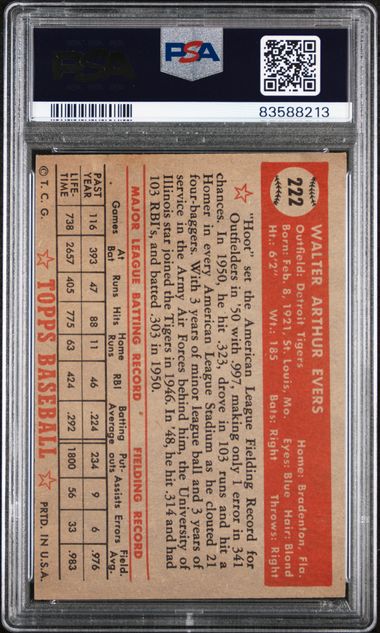 PSA
PSA
83588213
222
WALTER ARTHUR EVERS
Outfield: Detroit Tigers Home: Bradenton, Fla.
Born: Feb. 8, 1921, St. Louis, Mo. Eyes: Blue Hair: Blond
Ht.: 6'2" Wt.: 185 Bats: Right Throws: Right
"Hoot" set the American League Fielding Record for
Outfielders in '50 with .997, making only 1 error in 341
chances. In 1950, he hit .323, drove in 103 runs and hit a
Homer in every American League Stadium as he clouted 21
four-baggers. With 3 years of minor league ball and 3½ years of
service in the Army Air Forces behind him, the University of
Illinois star joined the Tigers in 1946. In '48, he hit .314 and had
103 RBI's, and batted .303 in 1950.
MAJOR LEAGUE BATTING RECORD FIELDING RECORD
Games At Bat Runs Hits Home Runs RBI Batting Average Put-outs Assists Errors Field. Avg.
PAST YEAR 116 393 47 88 11 46 .224 234 9 6 .976
LIFE-TIME 738 2657 405 775 63 424 .292 1800 56 33 .983
© T. C. G. TOPPS BASEBALL PRTD. IN U.S.A.